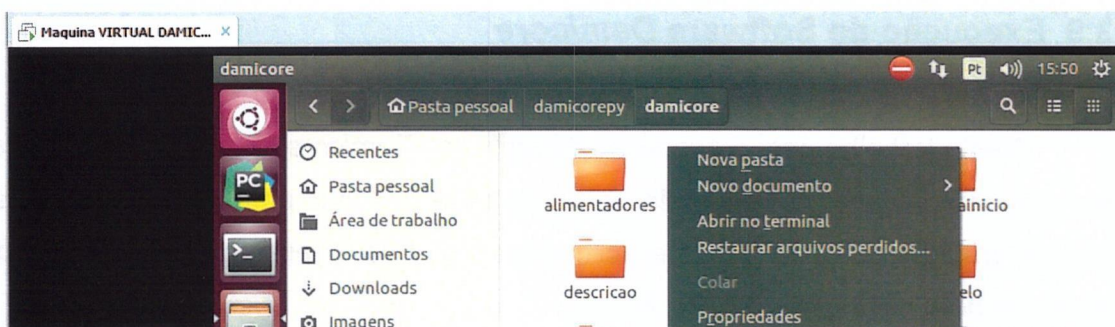 Maquina VIRTUAL DAMIC... ×
damicore
Pt 15:50
Pasta pessoal damicorepy damicore
PC
Recentes
Pasta pessoal
Área de trabalho
Documentos
Downloads
Imagens
alimentadores
descricao
Nova pasta
Novo documento
Abrir no terminal
Restaurar arquivos perdidos...
Colar
Propriedades
ainicio
elo